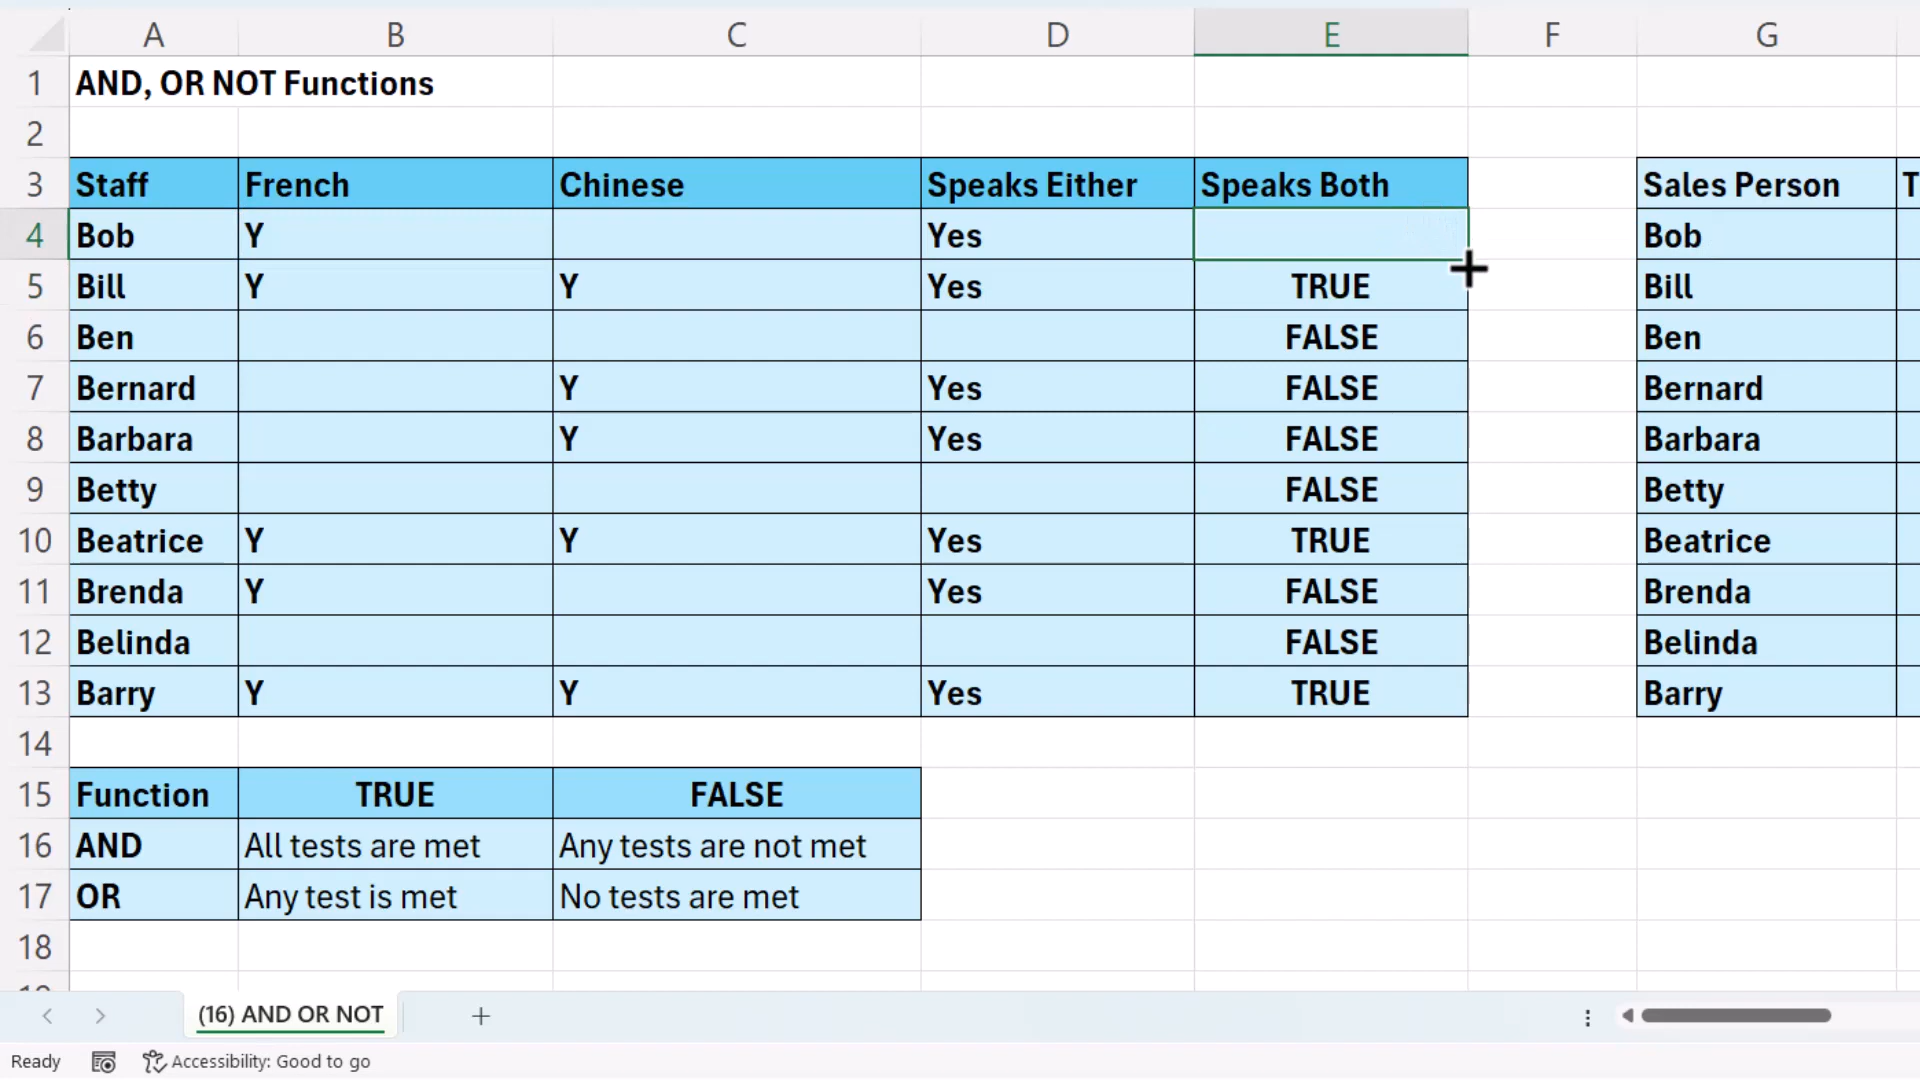 A B C D E F G
1 AND, OR NOT Functions
2
3 Staff French Chinese Speaks Either Speaks Both Sales Person T
4 Bob Y Yes Bob
5 Bill Y Y Yes TRUE Bill
6 Ben FALSE Ben
7 Bernard Y Yes FALSE Bernard
8 Barbara Y Yes FALSE Barbara
9 Betty FALSE Betty
10 Beatrice Y Y Yes TRUE Beatrice
11 Brenda Y Yes FALSE Brenda
12 Belinda FALSE Belinda
13 Barry Y Y Yes TRUE Barry
14
15 Function TRUE FALSE
16 AND All tests are met Any tests are not met
17 OR Any test is met No tests are met
18
(16) AND OR NOT
Ready Accessibility: Good to go